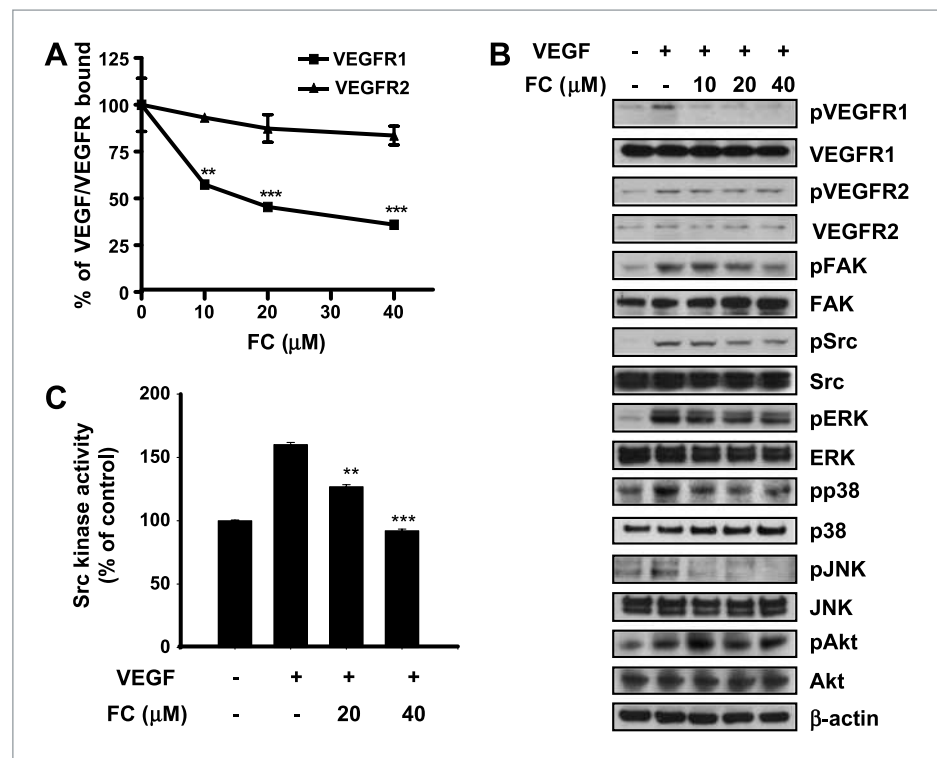 A
% of VEGF/VEGFR bound
125
100
75
50
25
0
VEGFR1
VEGFR2
**
***
***
0 10 20 30 40
FC (μM)
B
VEGF - + + + +
FC (μM) - - 10 20 40
pVEGFR1
VEGFR1
pVEGFR2
VEGFR2
pFAK
FAK
pSrc
Src
pERK
ERK
pp38
p38
pJNK
JNK
pAkt
Akt
β-actin
C
Src kinase activity
(% of control)
200
150
100
50
0
**
***
VEGF - + + +
FC (μM) - - 20 40